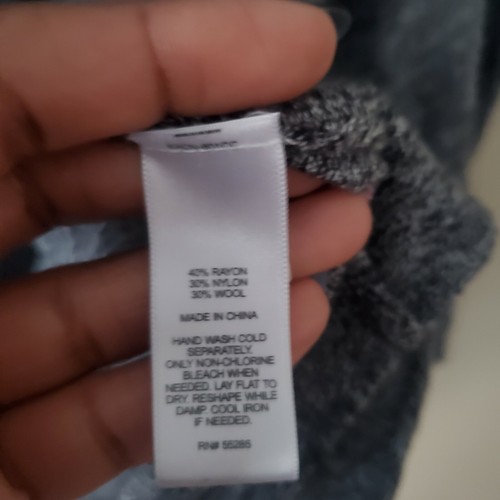 40% RAYON
30% NYLON
30% WOOL
MADE IN CHINA
HAND WASH COLD
SEPARATELY.
ONLY NON-CHLORINE
BLEACH WHEN
NEEDED. LAY FLAT TO
DRY. RESHAPE WHILE
DAMP. COOL IRON
IF NEEDED.
RN# 55285